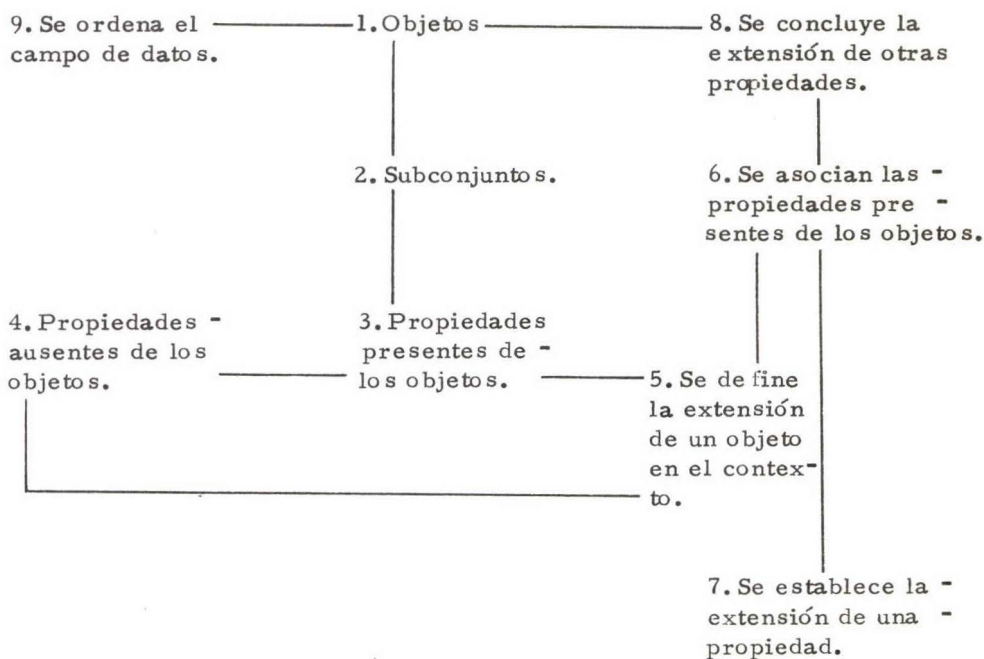 9. Se ordena el
campo de datos.
1. Objetos
8. Se concluye la
extensión de otras
propiedades.
2. Subconjuntos.
6. Se asocian las -
propiedades pre -
sentes de los objetos.
4. Propiedades -
ausentes de los
objetos.
3. Propiedades
presentes de -
los objetos.
5. Se define
la extensión
de un objeto
en el contex-
to.
7. Se establece la -
extensión de una -
propiedad.